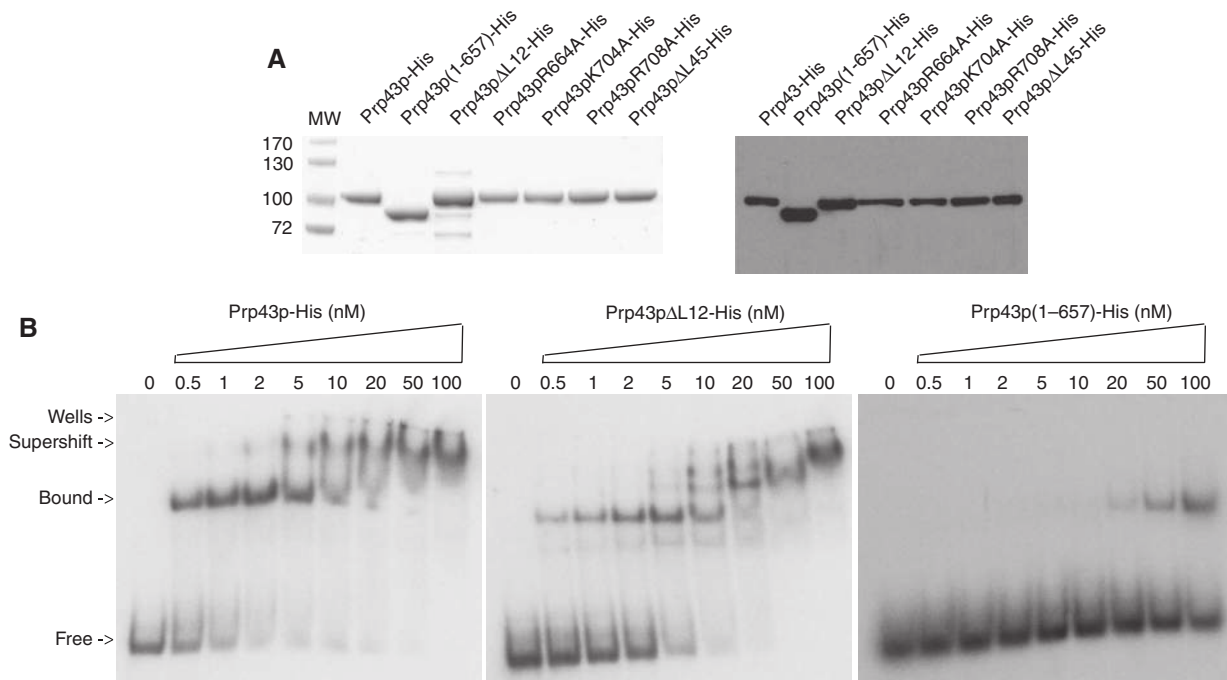 A
MW
Prp43p-His
Prp43p(1-657)-His
Prp43pΔL12-His
Prp43pR664A-His
Prp43pK704A-His
Prp43pR708A-His
Prp43pΔL45-His
Prp43-His
Prp43p(1-657)-His
Prp43pΔL12-His
Prp43pR664A-His
Prp43pK704A-His
Prp43pR708A-His
Prp43pΔL45-His
170
130
100
72
B
Prp43p-His (nM)
Prp43pΔL12-His (nM)
Prp43p(1–657)-His (nM)
0 0.5 1 2 5 10 20 50 100
0 0.5 1 2 5 10 20 50 100
0 0.5 1 2 5 10 20 50 100
Wells ->
Supershift ->
Bound ->
Free ->